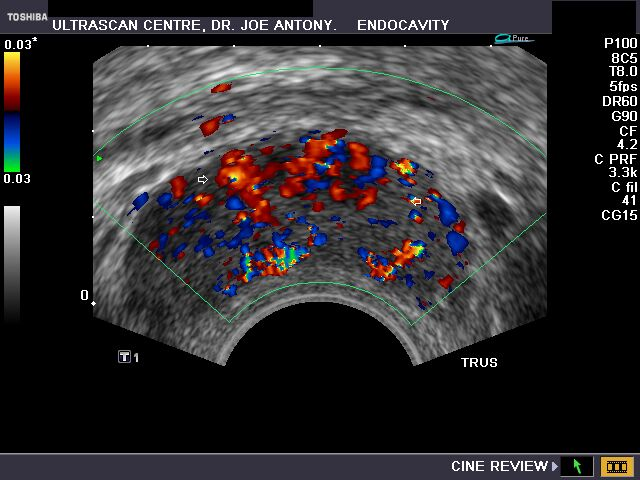 TOSHIBA ULTRASCAN CENTRE, DR. JOE ANTONY. ENDOCAVITY
Pure
0.03*
0.03
0
P100
8C5
T8.0
5fps
DR60
G90
CF
4.2
C PRF
3.3k
C fil
41
CG15
T 1
TRUS
CINE REVIEW